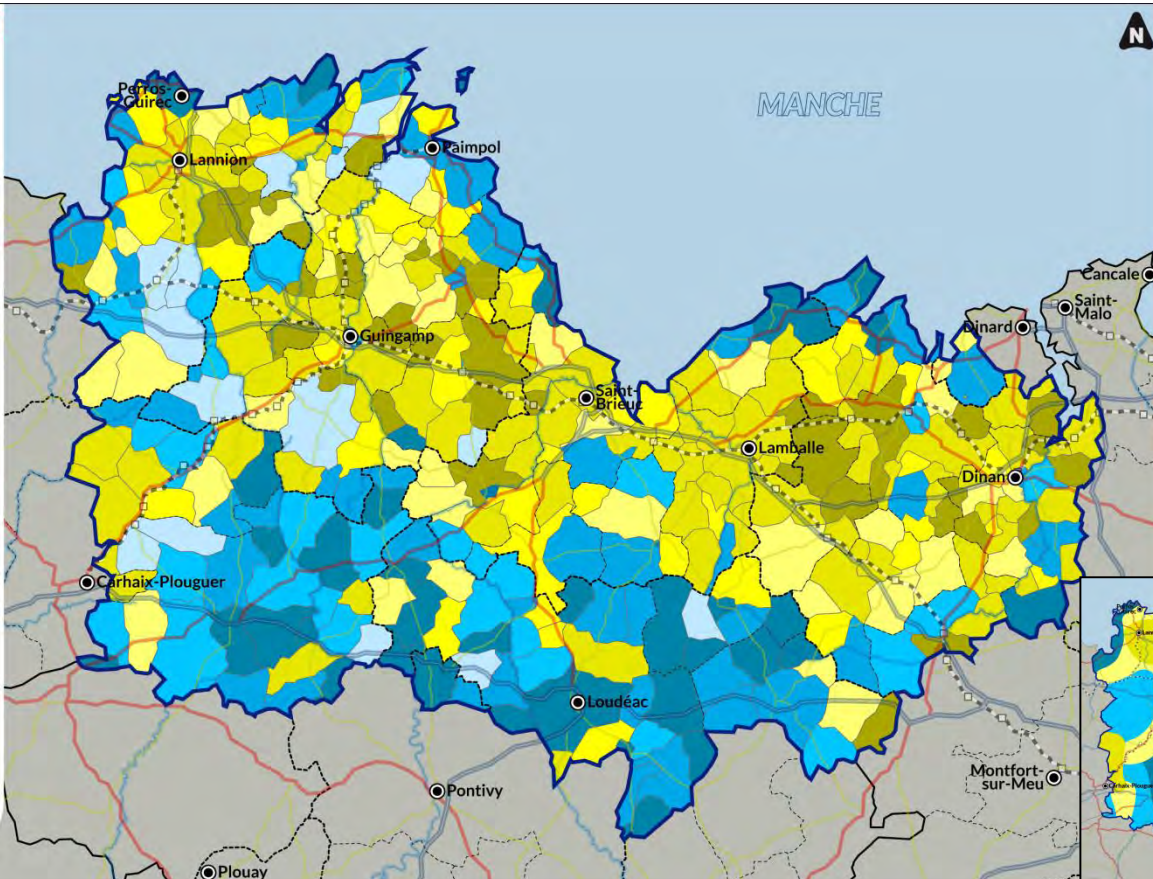 N
MANCHE
Perros-
Guirec
Lannion
Paimpol
Cancale
Saint-
Malo
Dinard
Guingamp
Saint-
Brieuc
Lamballe
Dinan
Carhaix-Plouguer
Loudéac
Montfort-
sur-Meu
Pontivy
Plouay